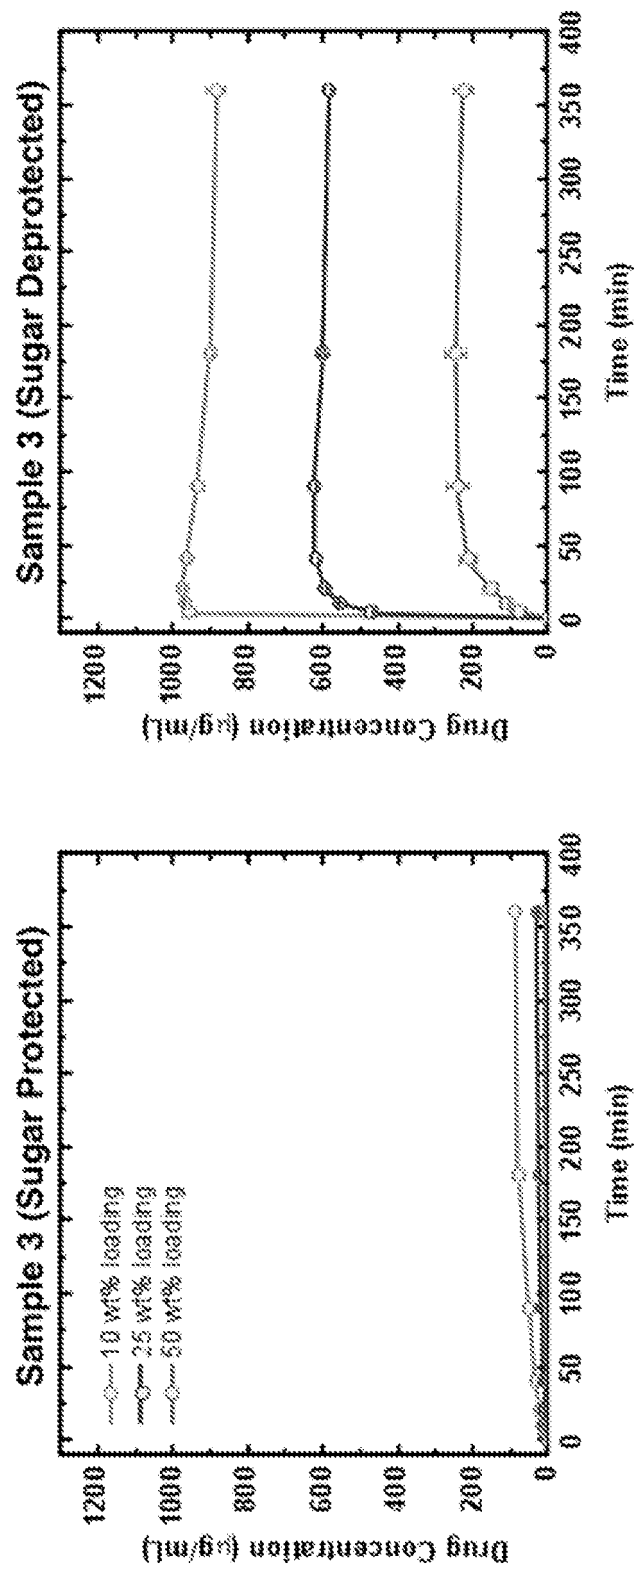 Sample 3 (Sugar Protected)
Drug Concentration (μg/mL)
1200
1000
800
600
400
200
0
10 wt% loading
25 wt% loading
50 wt% loading
0 50 100 150 200 250 300 350 400
Time (min)
Sample 3 (Sugar Deprotected)
Drug Concentration (μg/mL)
1200
1000
800
600
400
200
0
0 50 100 150 200 250 300 350 400
Time (min)